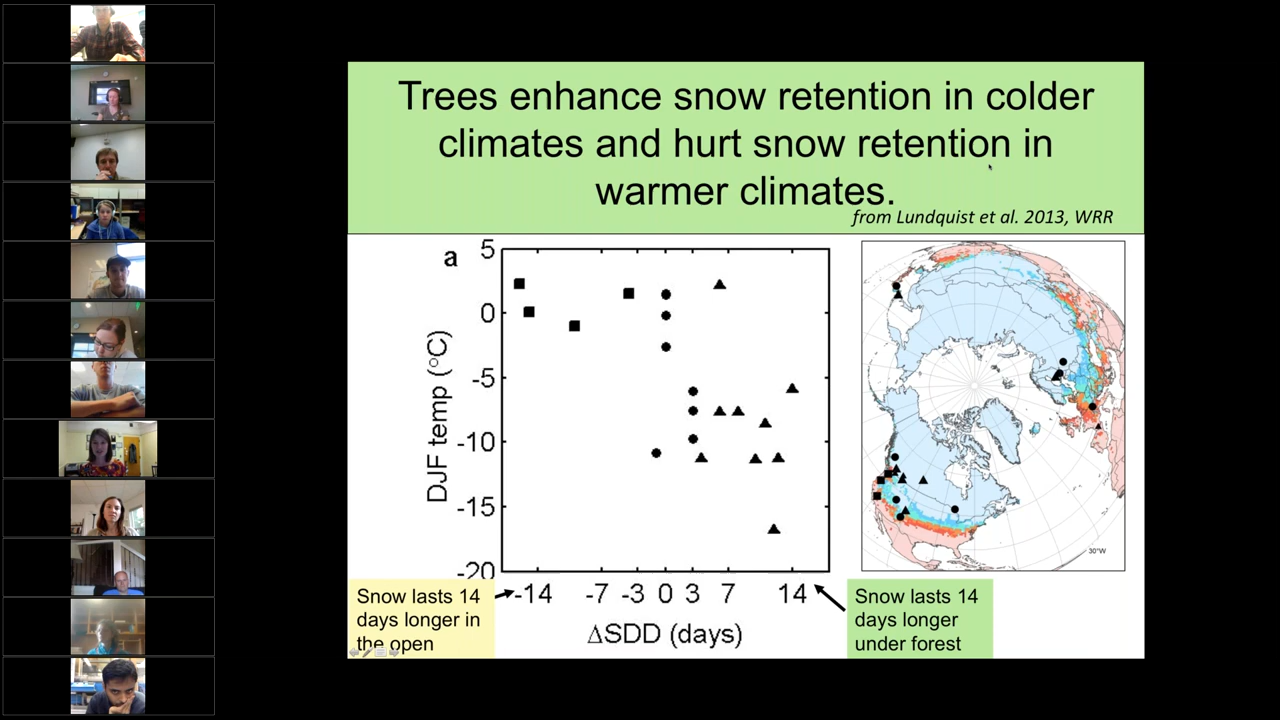 Trees enhance snow retention in colder
climates and hurt snow retention in
warmer climates.
from Lundquist et al. 2013, WRR
a
5
0
-5
-10
-15
-20
DJF temp (°C)
-14 -7 -3 0 3 7 14
ΔSDD (days)
30°W
Snow lasts 14
days longer in
the open
Snow lasts 14
days longer
under forest